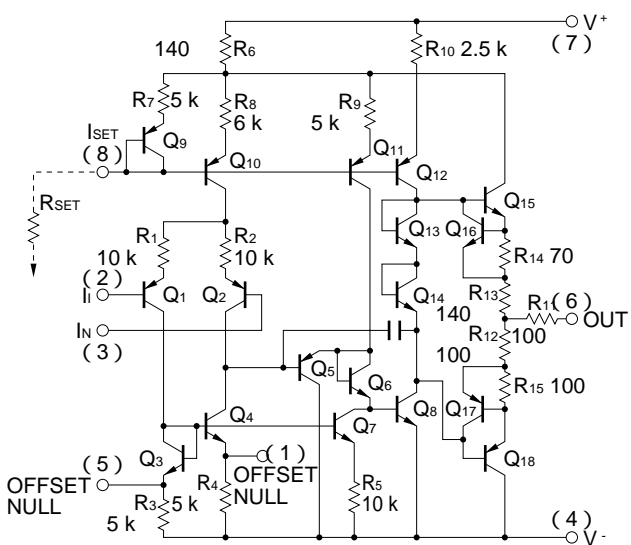 V+
(7)
140 R6
R10 2.5 k
R7 5 k
R8
6 k
R9
5 k
ISET
(8)
Q9
Q10
Q11
Q12
Q15
RSET
Q13
Q16
R1
10 k
R2
10 k
R14 70
(2)
II
Q1
Q2
Q14
140
R13
R11
(6)
OUT
IN
(3)
R12
100
100
Q5
Q6
R15 100
Q4
Q7
Q8
Q17
Q18
Q3
(5)
OFFSET
NULL
(1)
OFFSET
NULL
R3
5 k
5 k
R4
R5
10 k
(4)
V-